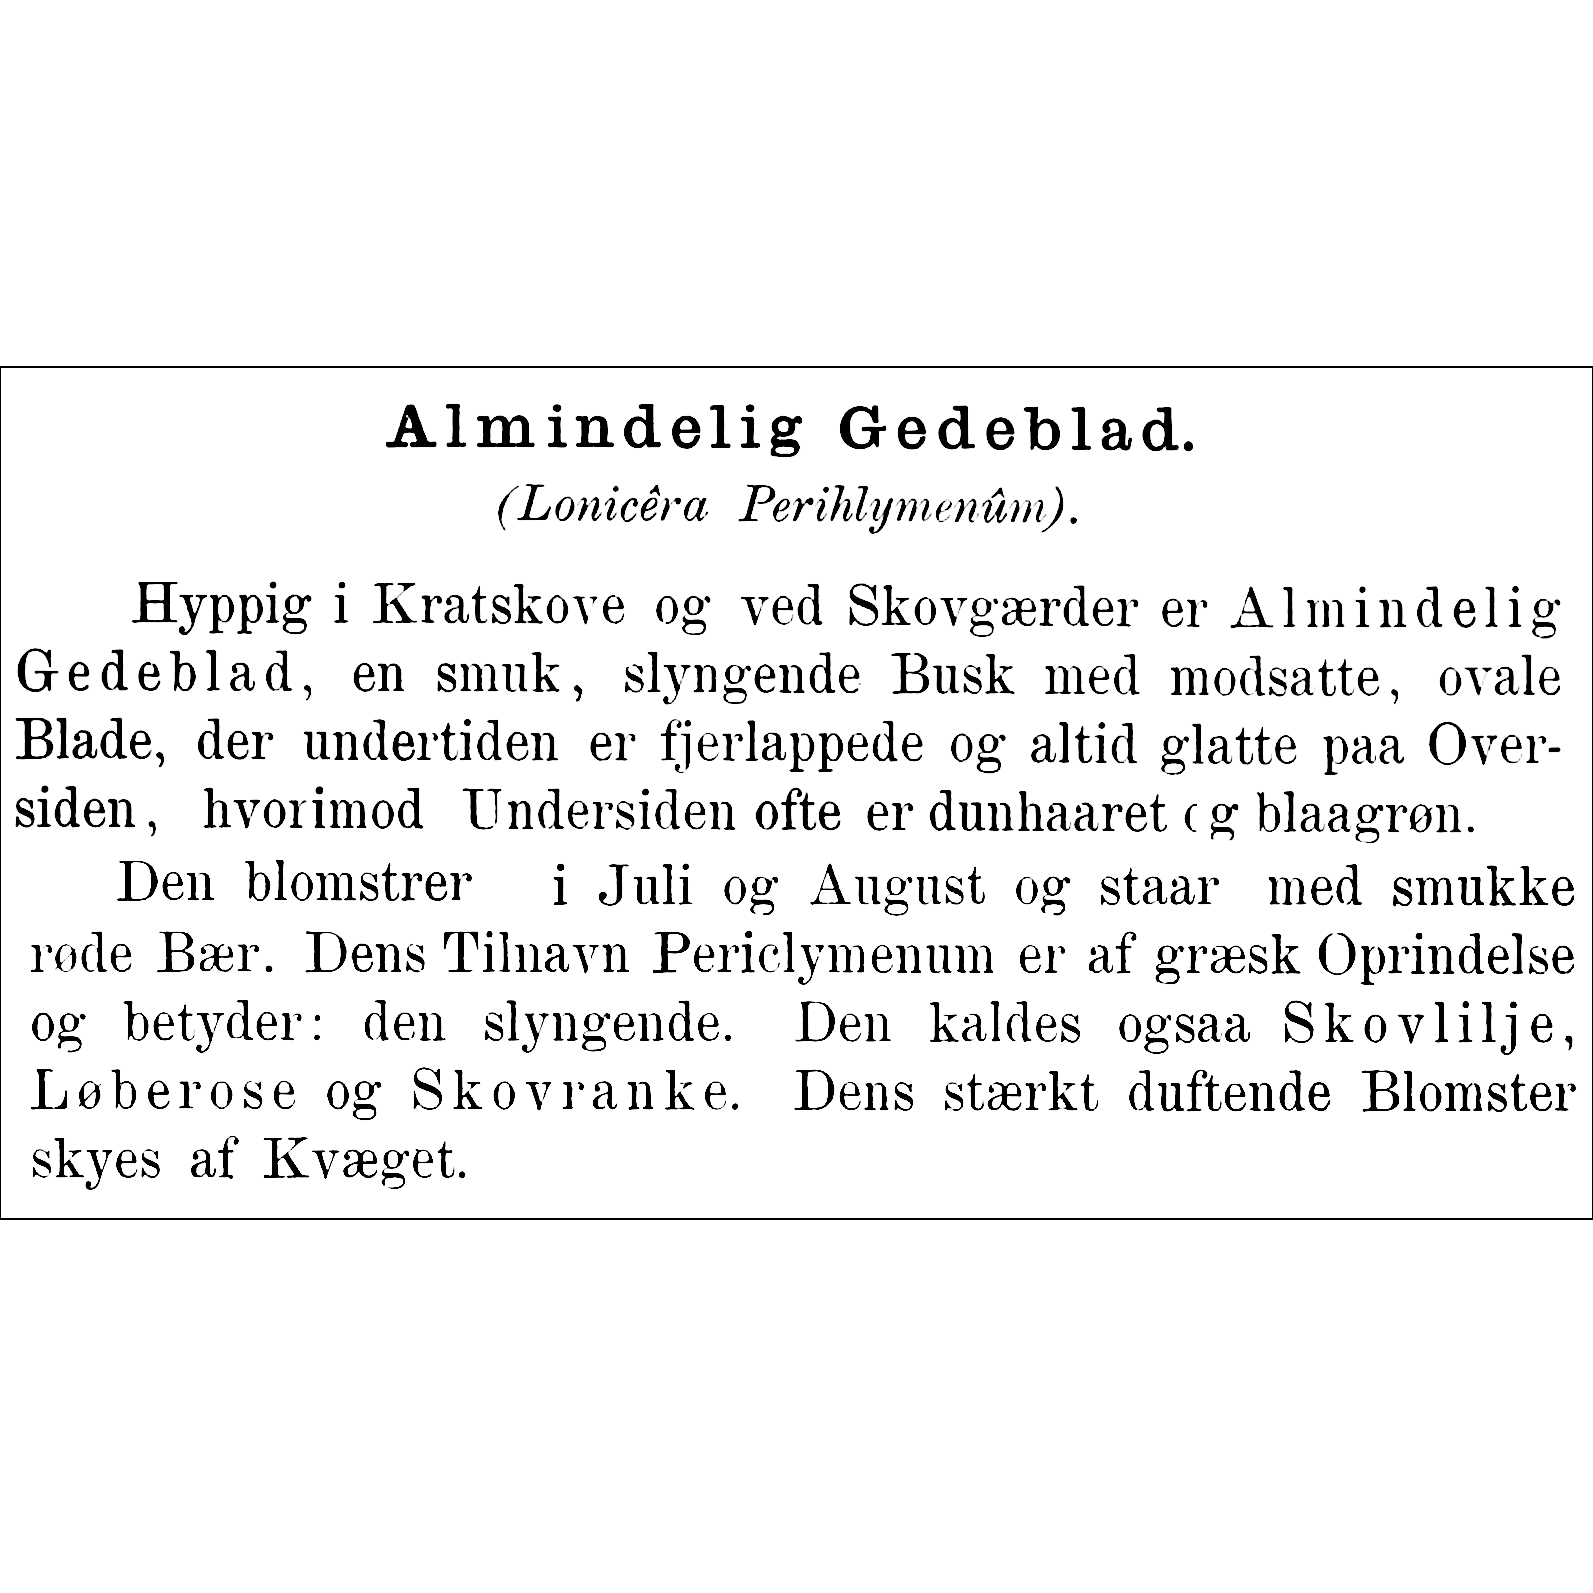 Almindelig Gedeblad.
(Lonicêra Perihlymenûm).
Hyppig i Kratskove og ved Skovgærder er Almindelig
Gedeblad, en smuk, slyngende Busk med modsatte, ovale
Blade, der undertiden er fjerlappede og altid glatte paa Over-
siden, hvorimod Undersiden ofte er dunhaaret og blaagrøn.
Den blomstrer i Juli og August og staar med smukke
røde Bær. Dens Tilnavn Periclymenum er af græsk Oprindelse
og betyder: den slyngende. Den kaldes ogsaa Skovlilje,
Løberose og Skovranke. Dens stærkt duftende Blomster
skyes af Kvæget.